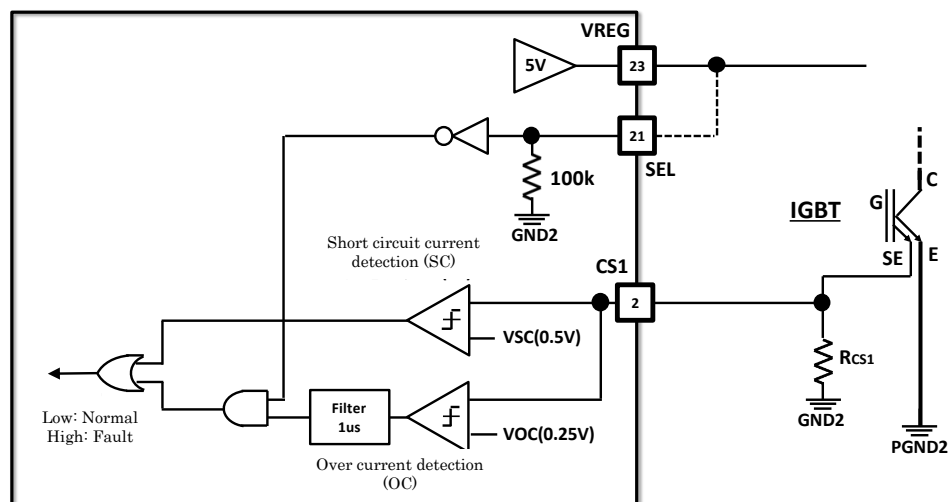 VREG
5V
23
21
SEL
100k
GND2
C
G
IGBT
SE
E
Short circuit current
detection (SC)
CS1
2
VSC(0.5V)
RCS1
GND2
PGND2
Filter
1us
VOC(0.25V)
Low: Normal
High: Fault
Over current detection
(OC)